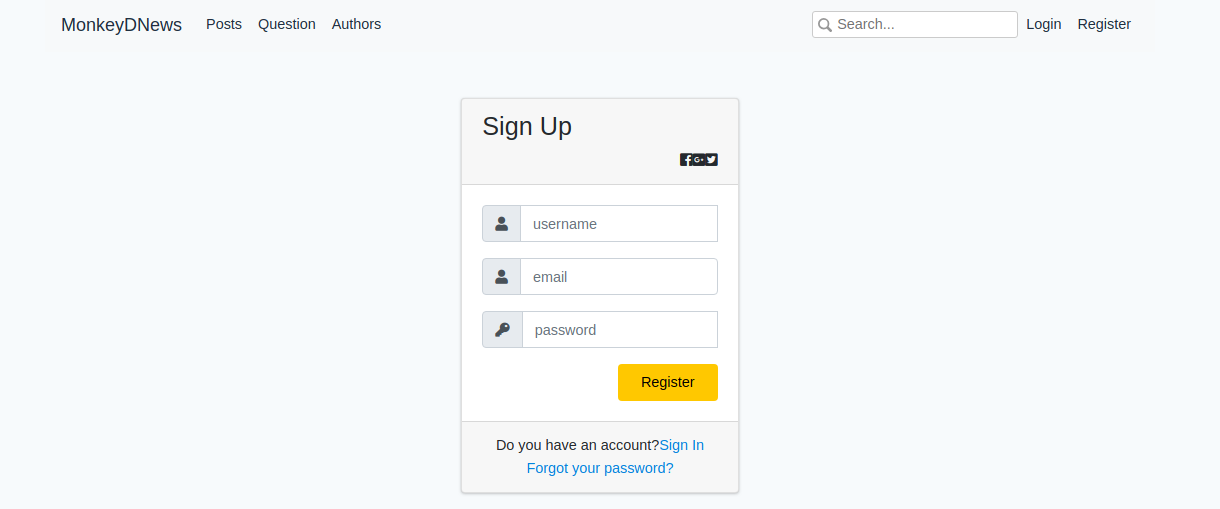 MonkeyDNews Posts Question Authors Search... Login Register
Sign Up
username
email
password
Register
Do you have an account?Sign In
Forgot your password?